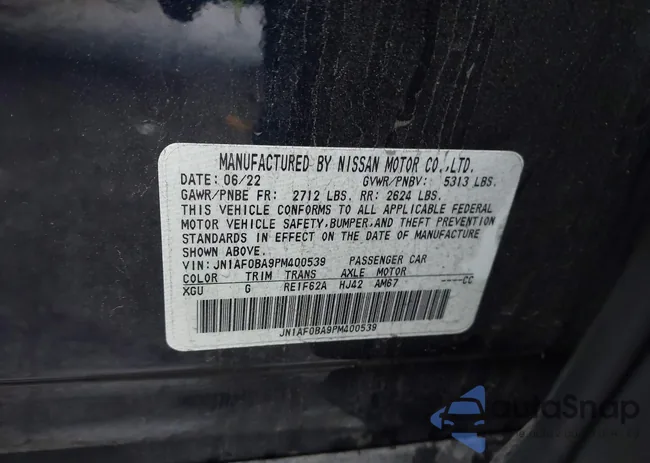 MANUFACTURED BY NISSAN MOTOR CO.,LTD.
DATE: 06/22 GVWR/PNBV: 5313 LBS.
GAWR/PNBE FR: 2712 LBS. RR: 2624 LBS.
THIS VEHICLE CONFORMS TO ALL APPLICABLE FEDERAL
MOTOR VEHICLE SAFETY, BUMPER, AND THEFT PREVENTION
STANDARDS IN EFFECT ON THE DATE OF MANUFACTURE
SHOWN ABOVE.
VIN: JN1AF0BA9PM400539 PASSENGER CAR
COLOR TRIM TRANS AXLE MOTOR
XGU G RE1F62A HJ42 AM67 ----CC
JN1AF0BA9PM400539
autoSnap